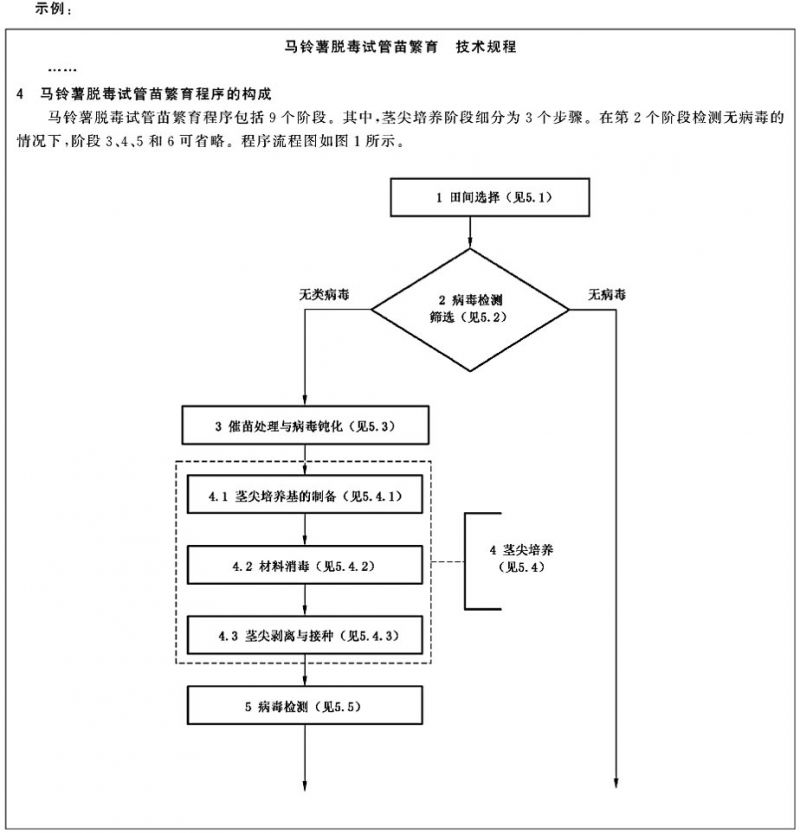 示例：
马铃薯脱毒试管苗繁育 技术规程
……
4 马铃薯脱毒试管苗繁育程序的构成
马铃薯脱毒试管苗繁育程序包括9个阶段。其中，茎尖培养阶段细分为3个步骤。在第2个阶段检测无病毒的
情况下，阶段3、4、5和6可省略。程序流程图如图1所示。
1 田间选择（见5.1）
无类病毒
2 病毒检测
筛选（见5.2）
无病毒
3 催苗处理与病毒钝化（见5.3）
4.1 茎尖培养基的制备（见5.4.1）
4.2 材料消毒（见5.4.2）
4 茎尖培养
（见5.4）
4.3 茎尖剥离与接种（见5.4.3）
5 病毒检测（见5.5）